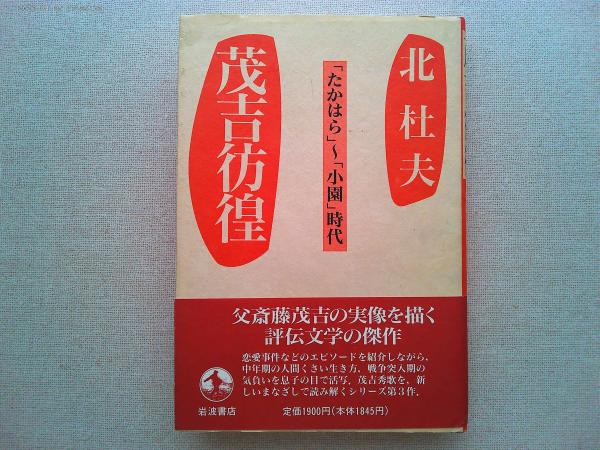 北杜夫
「たかはら」〜「小園」時代
茂吉彷徨
父斎藤茂吉の実像を描く
評伝文学の傑作
恋愛事件などのエピソードを紹介しながら、
中年期の人間くさい生き方、戦争突入期の
気負いを息子の目で活写。茂吉秀歌を、新
しいまなざしで読み解くシリーズ第3作。
岩波書店
定価1900円(本体1845円)